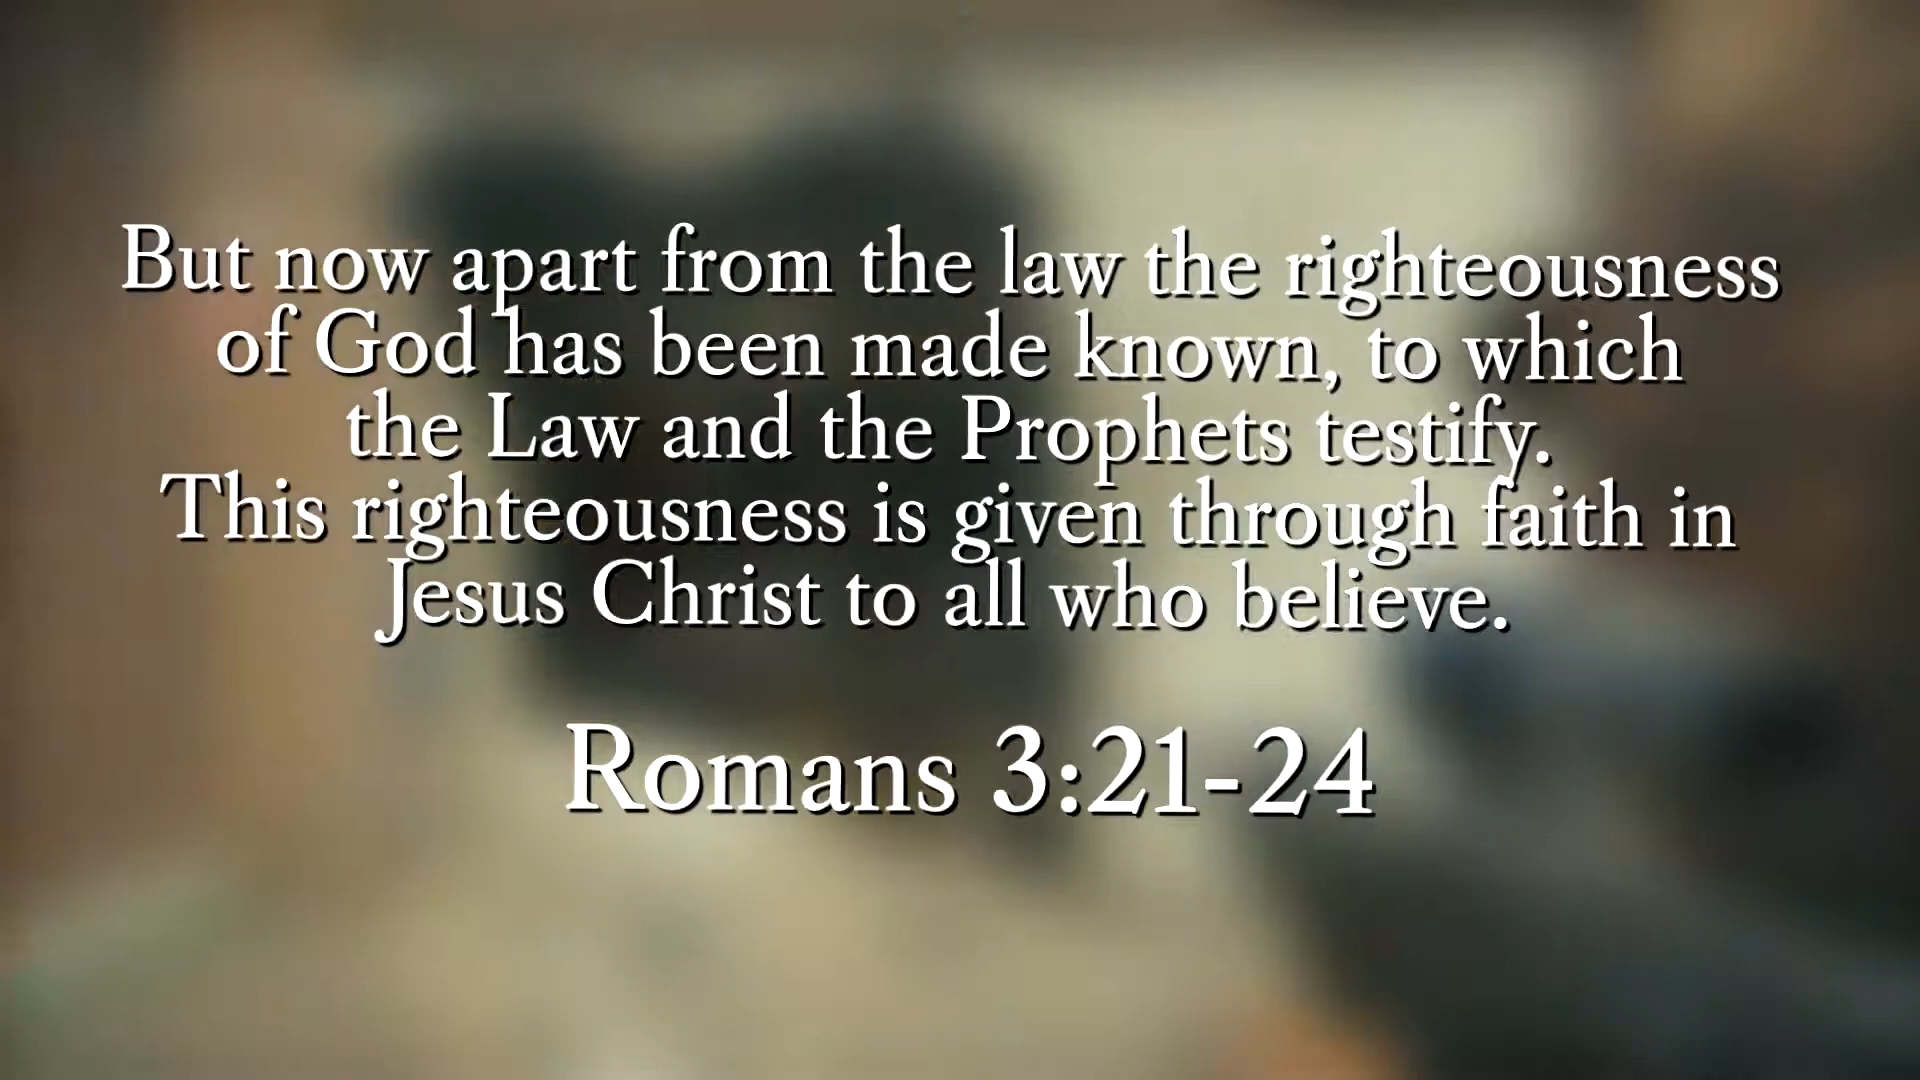 But now apart from the law the righteousness
of God has been made known, to which
the Law and the Prophets testify.
This righteousness is given through faith in
Jesus Christ to all who believe.
Romans 3:21-24